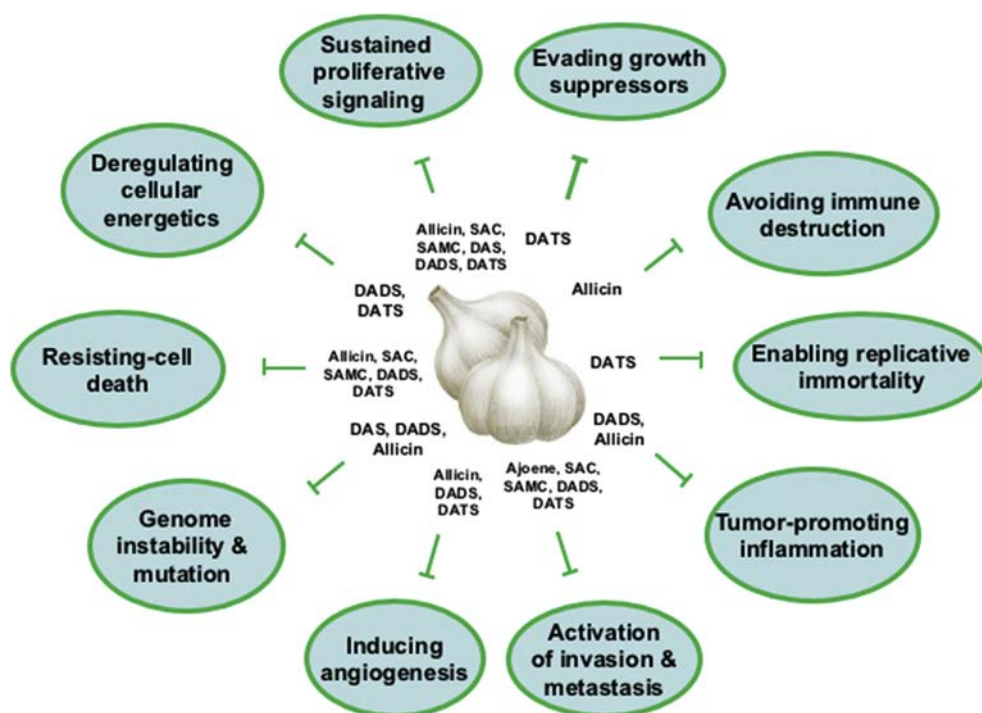 Sustained
proliferative
signaling
Evading growth
suppressors
Deregulating
cellular
energetics
Avoiding immune
destruction
Allicin, SAC,
SAMC, DAS,
DADS, DATS
DATS
Allicin
DADS,
DATS
Resisting-cell
death
Allicin, SAC,
SAMC, DADS,
DATS
DATS
Enabling replicative
immortality
DAS, DADS,
Allicin
DADS,
Allicin
Allicin,
DADS,
DATS
Ajoene, SAC,
SAMC, DADS,
DATS
Genome
instability &
mutation
Tumor-promoting
inflammation
Inducing
angiogenesis
Activation
of invasion &
metastasis